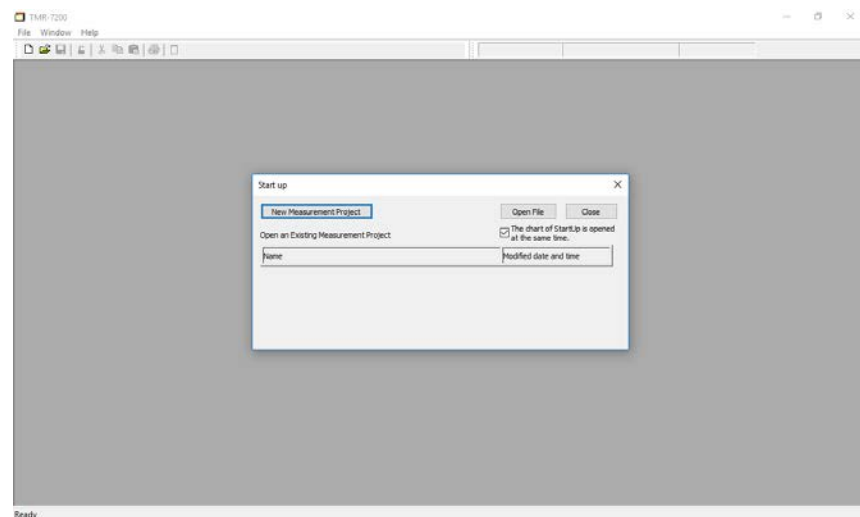 TMR-7200
File Window Help
Start up
New Measurement Project
Open File
Close
Open an Existing Measurement Project
The chart of StartUp is opened
at the same time.
Name
Modified date and time
Ready